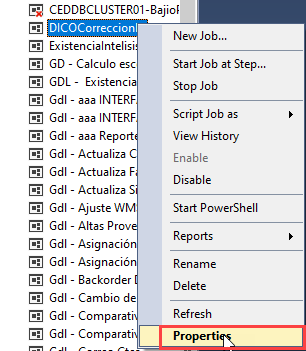 CEDDBCLUSTER01-BajioP
DICOCorreccionI
New Job...
ExistenciaIntelisis
GD - Calculo esco
Start Job at Step...
GDL - Existencia
Stop Job
Gdl - aaa INTERF
Script Job as
Gdl - aaa INTERF
View History
Gdl - aaa Reporte
Enable
Gdl - Actualiza C
Disable
Gdl - Actualiza Fa
Gdl - Actualiza Si
Start PowerShell
Gdl - Ajuste WM
Gdl - Altas Prove
Reports
Gdl - Asignación
Rename
Gdl - Asignación
Delete
Gdl - Backorder D
Gdl - Cambio de
Refresh
Gdl - Comparativ
Properties
Gdl - Comparativ